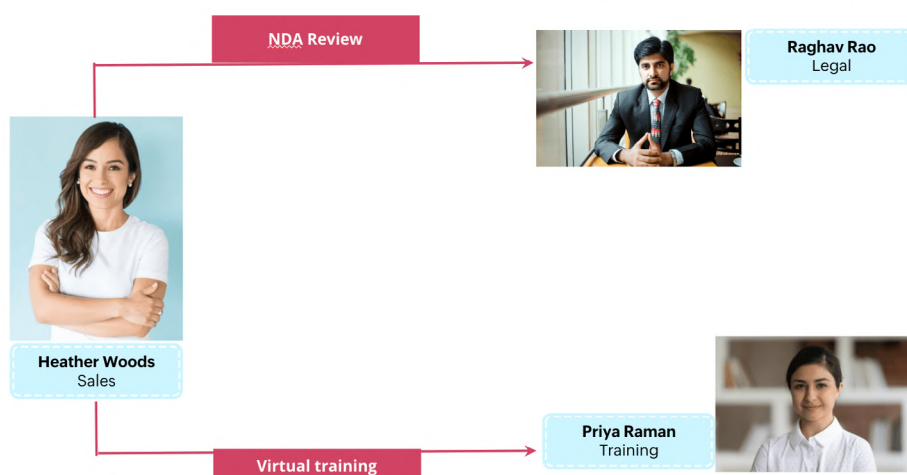 NDA Review
Raghav Rao
Legal
Heather Woods
Sales
Priya Raman
Training
Virtual training